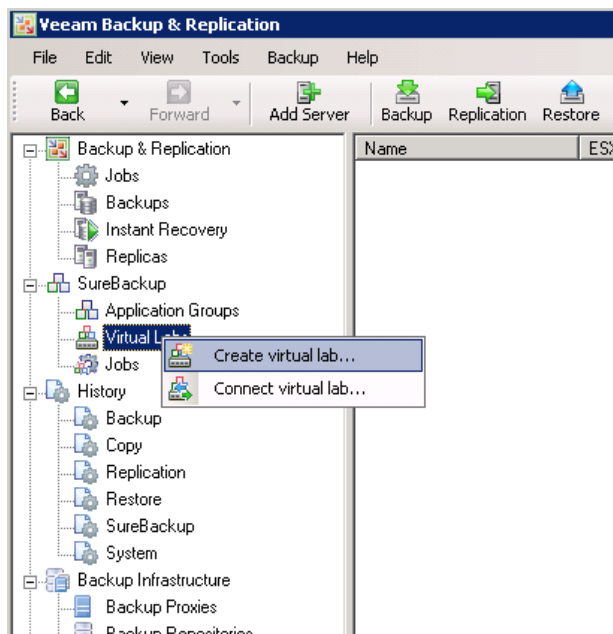 Veeam Backup & Replication
File Edit View Tools Backup Help
Back Forward Add Server Backup Replication Restore
Backup & Replication
Name
Jobs
Backups
Instant Recovery
Replicas
SureBackup
Application Groups
Virtual
Create virtual lab...
Jobs
Connect virtual lab...
History
Backup
Copy
Replication
Restore
SureBackup
System
Backup Infrastructure
Backup Proxies
Backup Repositories